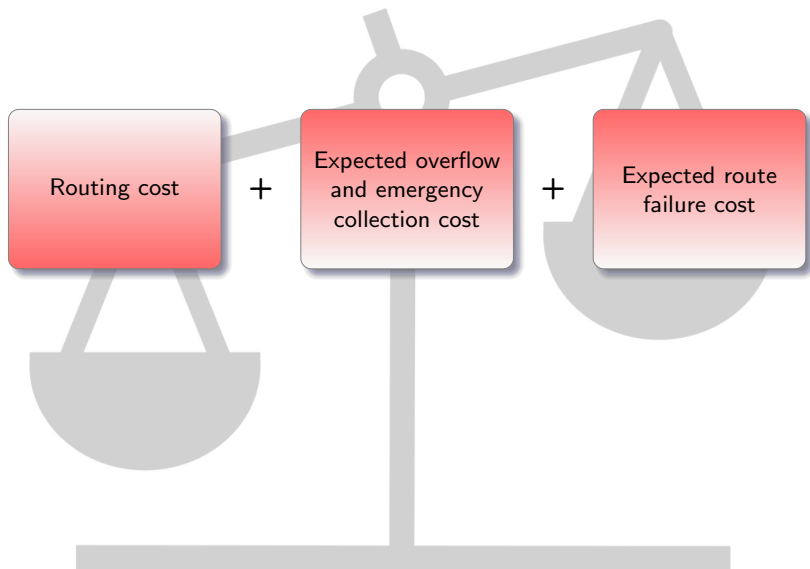 Routing cost
+
Expected overflow
and emergency
collection cost
+
Expected route
failure cost